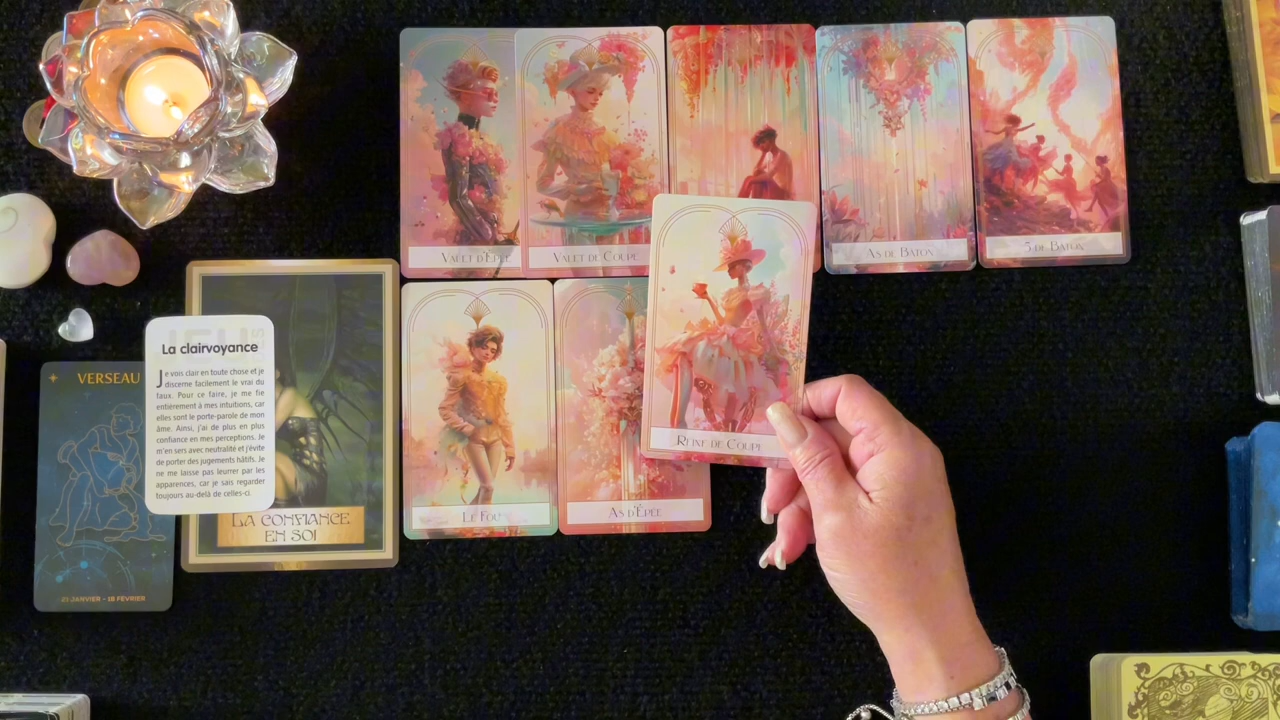 VALET D'ÉPÉE
VALET DE COUPE
AS DE BATON
5 DE BATON
REINE DE COUPE
LE FOU
AS D'ÉPÉE
VERSEAU
21 JANVIER - 18 FÉVRIER
La clairvoyance
Je vois clair en toute chose et je
discerne facilement le vrai du
faux. Pour ce faire, je me fie
entièrement à mes intuitions, car
elles sont le porte-parole de mon
âme. Ainsi, j'ai de plus en plus
confiance en mes perceptions. Je
m'en sers avec neutralité et j'évite
de porter des jugements hâtifs. Je
ne me laisse pas leurrer par les
apparences, car je sais regarder
toujours au-delà de celles-ci.
LA CONFIANCE
EN SOI